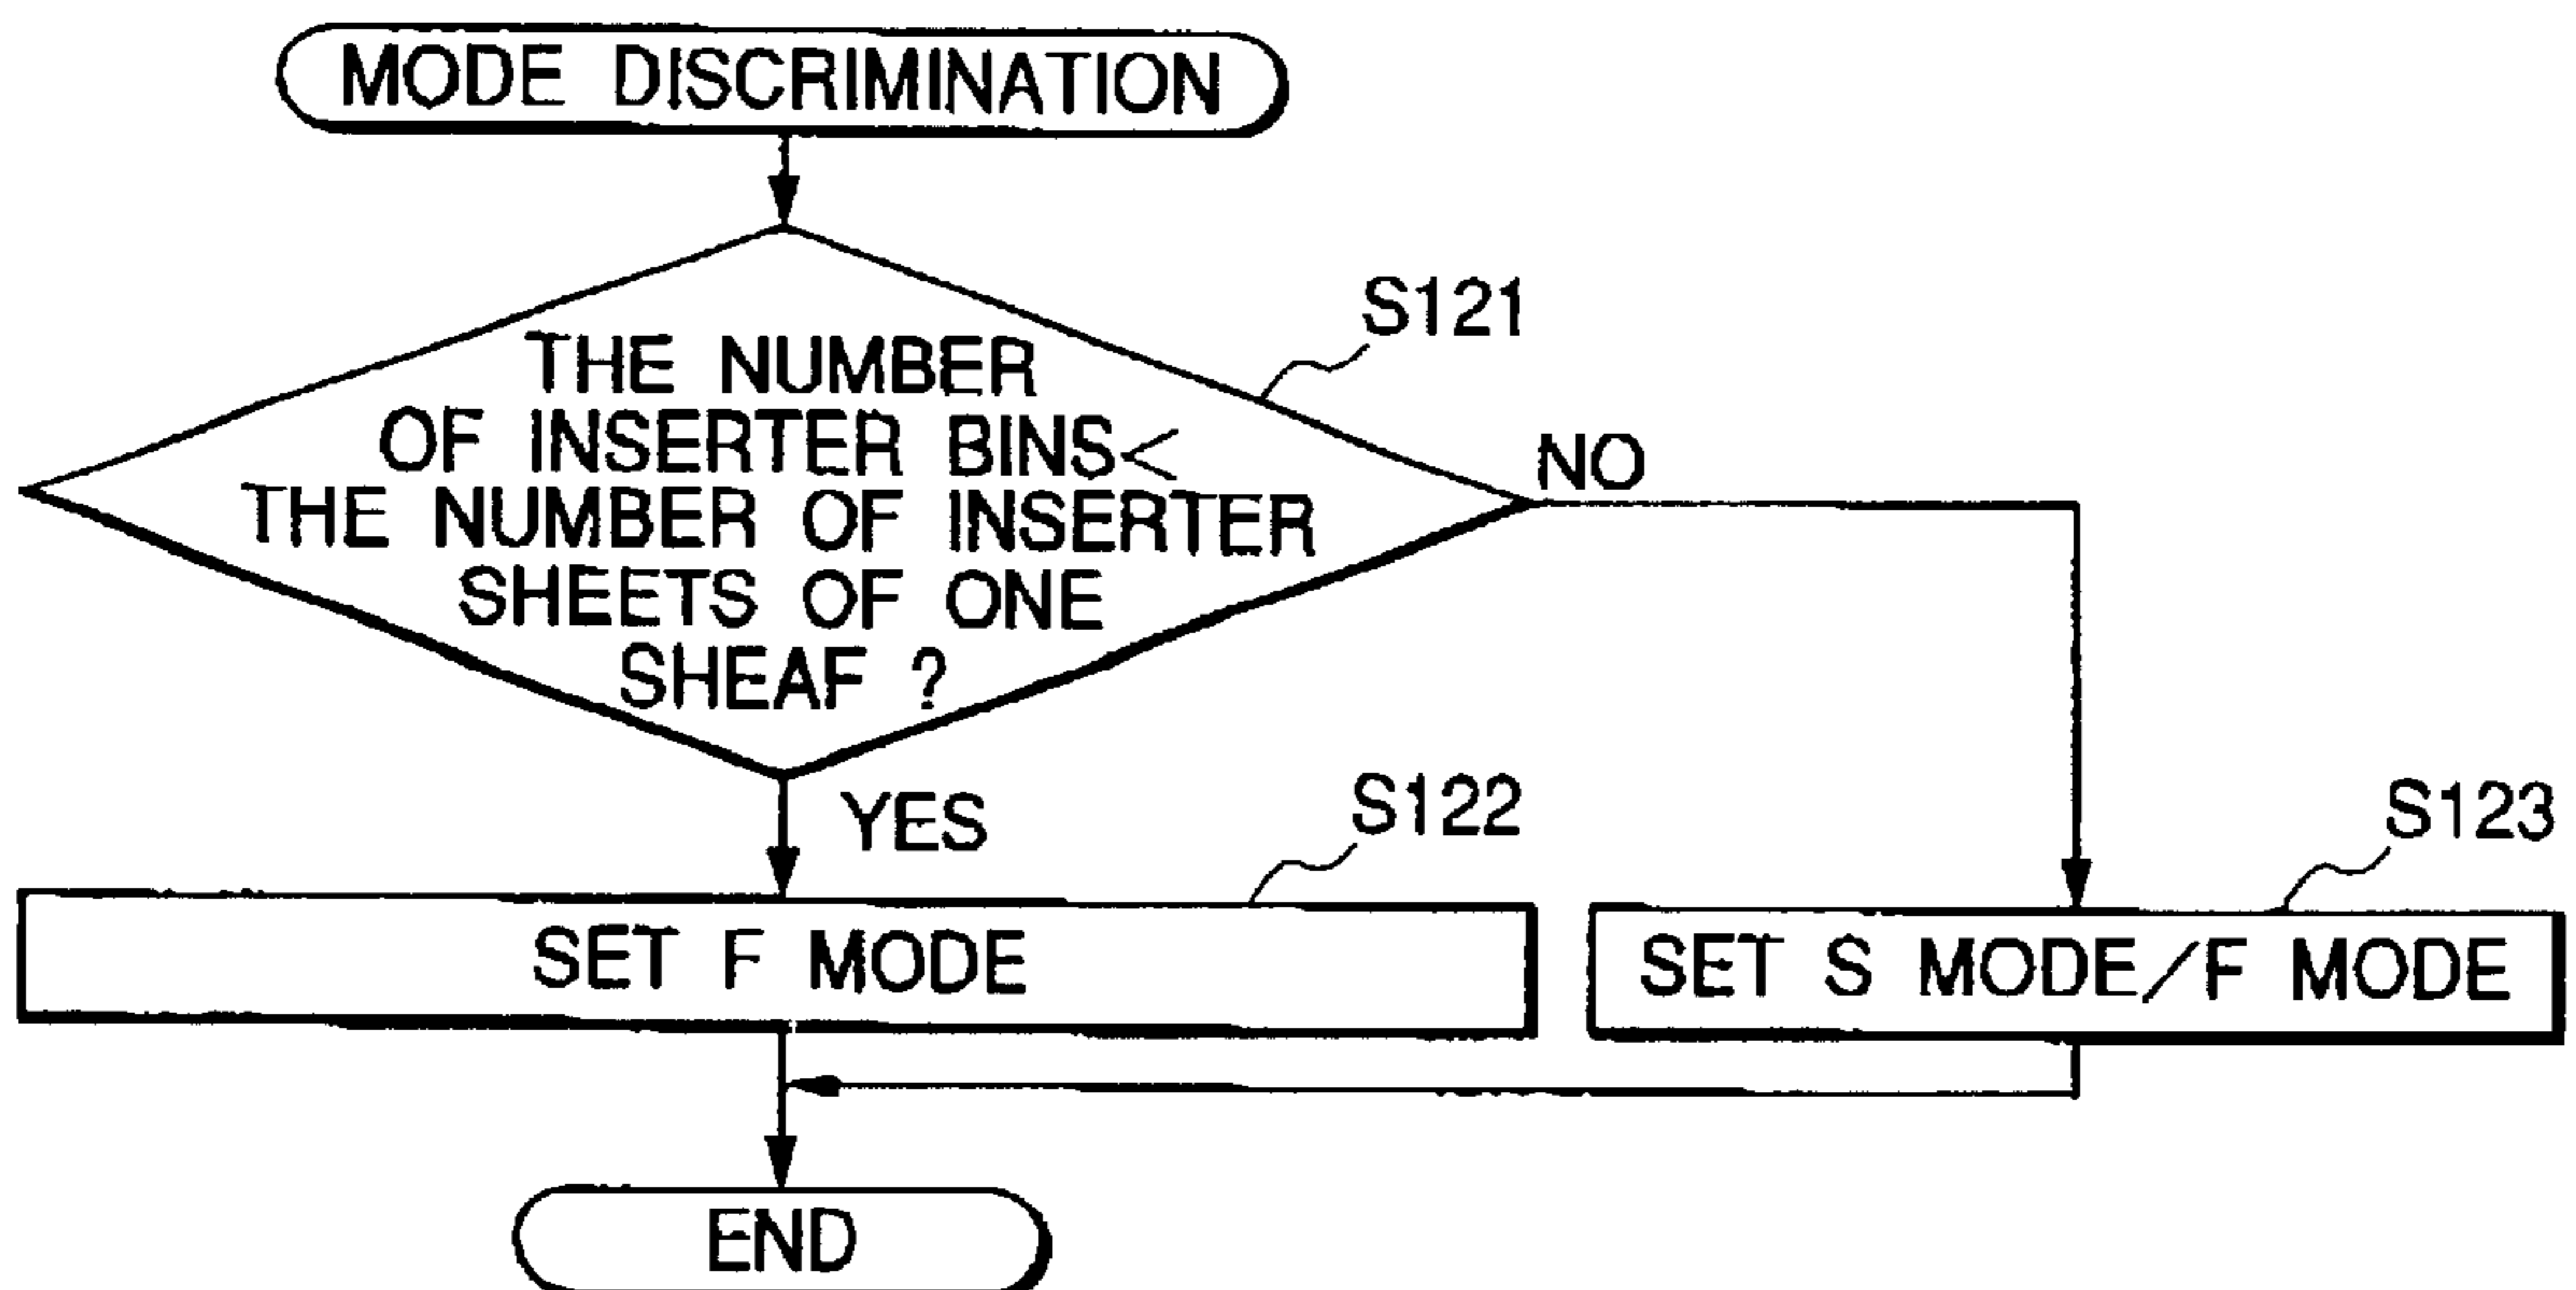 MODE DISCRIMINATION
S121
THE NUMBER
OF INSERTER BINS<
THE NUMBER OF INSERTER
SHEETS OF ONE
SHEAF ?
NO
YES
S122
S123
SET F MODE
SET S MODE/F MODE
END